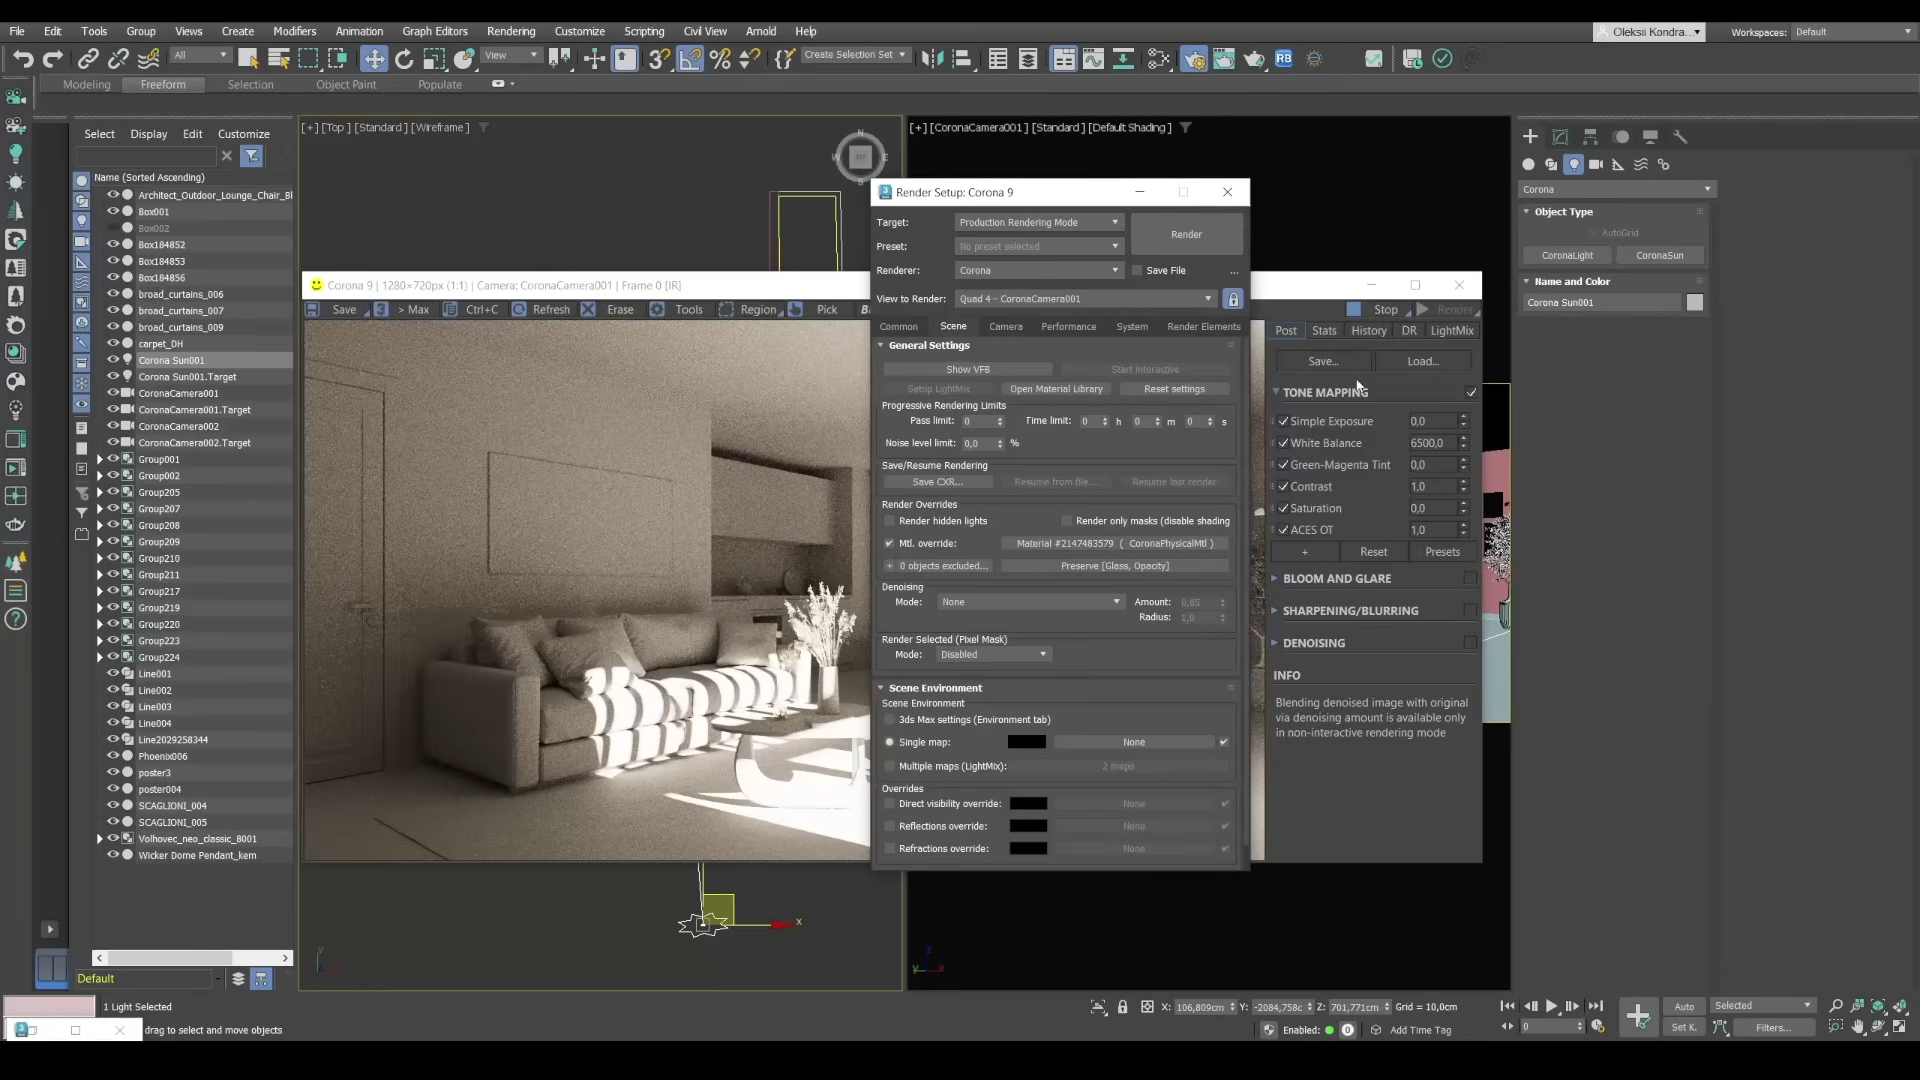 File Edit Tools Group Views Create Modifiers Animation Graph Editors Rendering Customize Scripting Civil View Arnold Help
Oleksii Kondra...
Workspaces: Default
All
View
Create Selection Set
RB
Modeling Freeform Selection Object Paint Populate
Select Display Edit Customize
Name (Sorted Ascending)
Architect_Outdoor_Lounge_Chair_Bl
Box001
Box002
Box184852
Box184853
Box184856
broad_curtains_006
broad_curtains_007
broad_curtains_009
carpet_DH
Corona Sun001
Corona Sun001.Target
CoronaCamera001
CoronaCamera001.Target
CoronaCamera002
CoronaCamera002.Target
Group001
Group002
Group205
Group207
Group208
Group209
Group210
Group211
Group217
Group219
Group220
Group223
Group224
Line001
Line002
Line003
Line004
Line2029258344
Phoenix006
poster3
poster004
SCAGLIONI_004
SCAGLIONI_005
Volhovec_neo_classic_8001
Wicker Dome Pendant_kem
Default
[+] [Top ] [Standard ] [Wireframe ]
N
W E
S
[+] [CoronaCamera001 ] [Standard ] [Default Shading ]
Corona 9 | 1280×720px (1:1) | Camera: CoronaCamera001 | Frame 0 [IR]
Save > Max Ctrl+C Refresh Erase Tools Region Pick
Stop Render
Render Setup: Corona 9
Target: Production Rendering Mode
Preset: No preset selected
Render
Renderer: Corona
Save File ...
View to Render: Quad 4 - CoronaCamera001
Common Scene Camera Performance System Render Elements
General Settings
Show VFB Start interactive
Setup LightMix Open Material Library Reset settings
Progressive Rendering Limits
Pass limit: 0 Time limit: 0 h 0 m 0 s
Noise level limit: 0,0 %
Save/Resume Rendering
Save CXR... Resume from file... Resume last render
Render Overrides
Render hidden lights Render only masks (disable shading
Mtl. override: Material #2147483579 ( CoronaPhysicalMtl )
+ 0 objects excluded... Preserve [Glass, Opacity]
Denoising
Mode: None Amount: 0,65
Radius: 1,0
Render Selected (Pixel Mask)
Mode: Disabled
Scene Environment
Scene Environment
3ds Max settings (Environment tab)
Single map: None
Multiple maps (LightMix): 2 maps
Overrides
Direct visibility override: None
Reflections override: None
Refractions override: None
Post Stats History DR LightMix
Save... Load...
TONE MAPPING
Simple Exposure 0,0
White Balance 6500,0
Green-Magenta Tint 0,0
Contrast 1,0
Saturation 0,0
ACES OT 1,0
+ Reset Presets
BLOOM AND GLARE
SHARPENING/BLURRING
DENOISING
INFO
Blending denoised image with original
via denoising amount is available only
in non-interactive rendering mode
Corona
Object Type
AutoGrid
CoronaLight CoronaSun
Name and Color
Corona Sun001
x
1 Light Selected
drag to select and move objects
X: 106,809cm Y: -2084,758c Z: 701,771cm Grid = 10,0cm
Enabled: 0 Add Time Tag
0
Auto Selected
Set K. Filters...